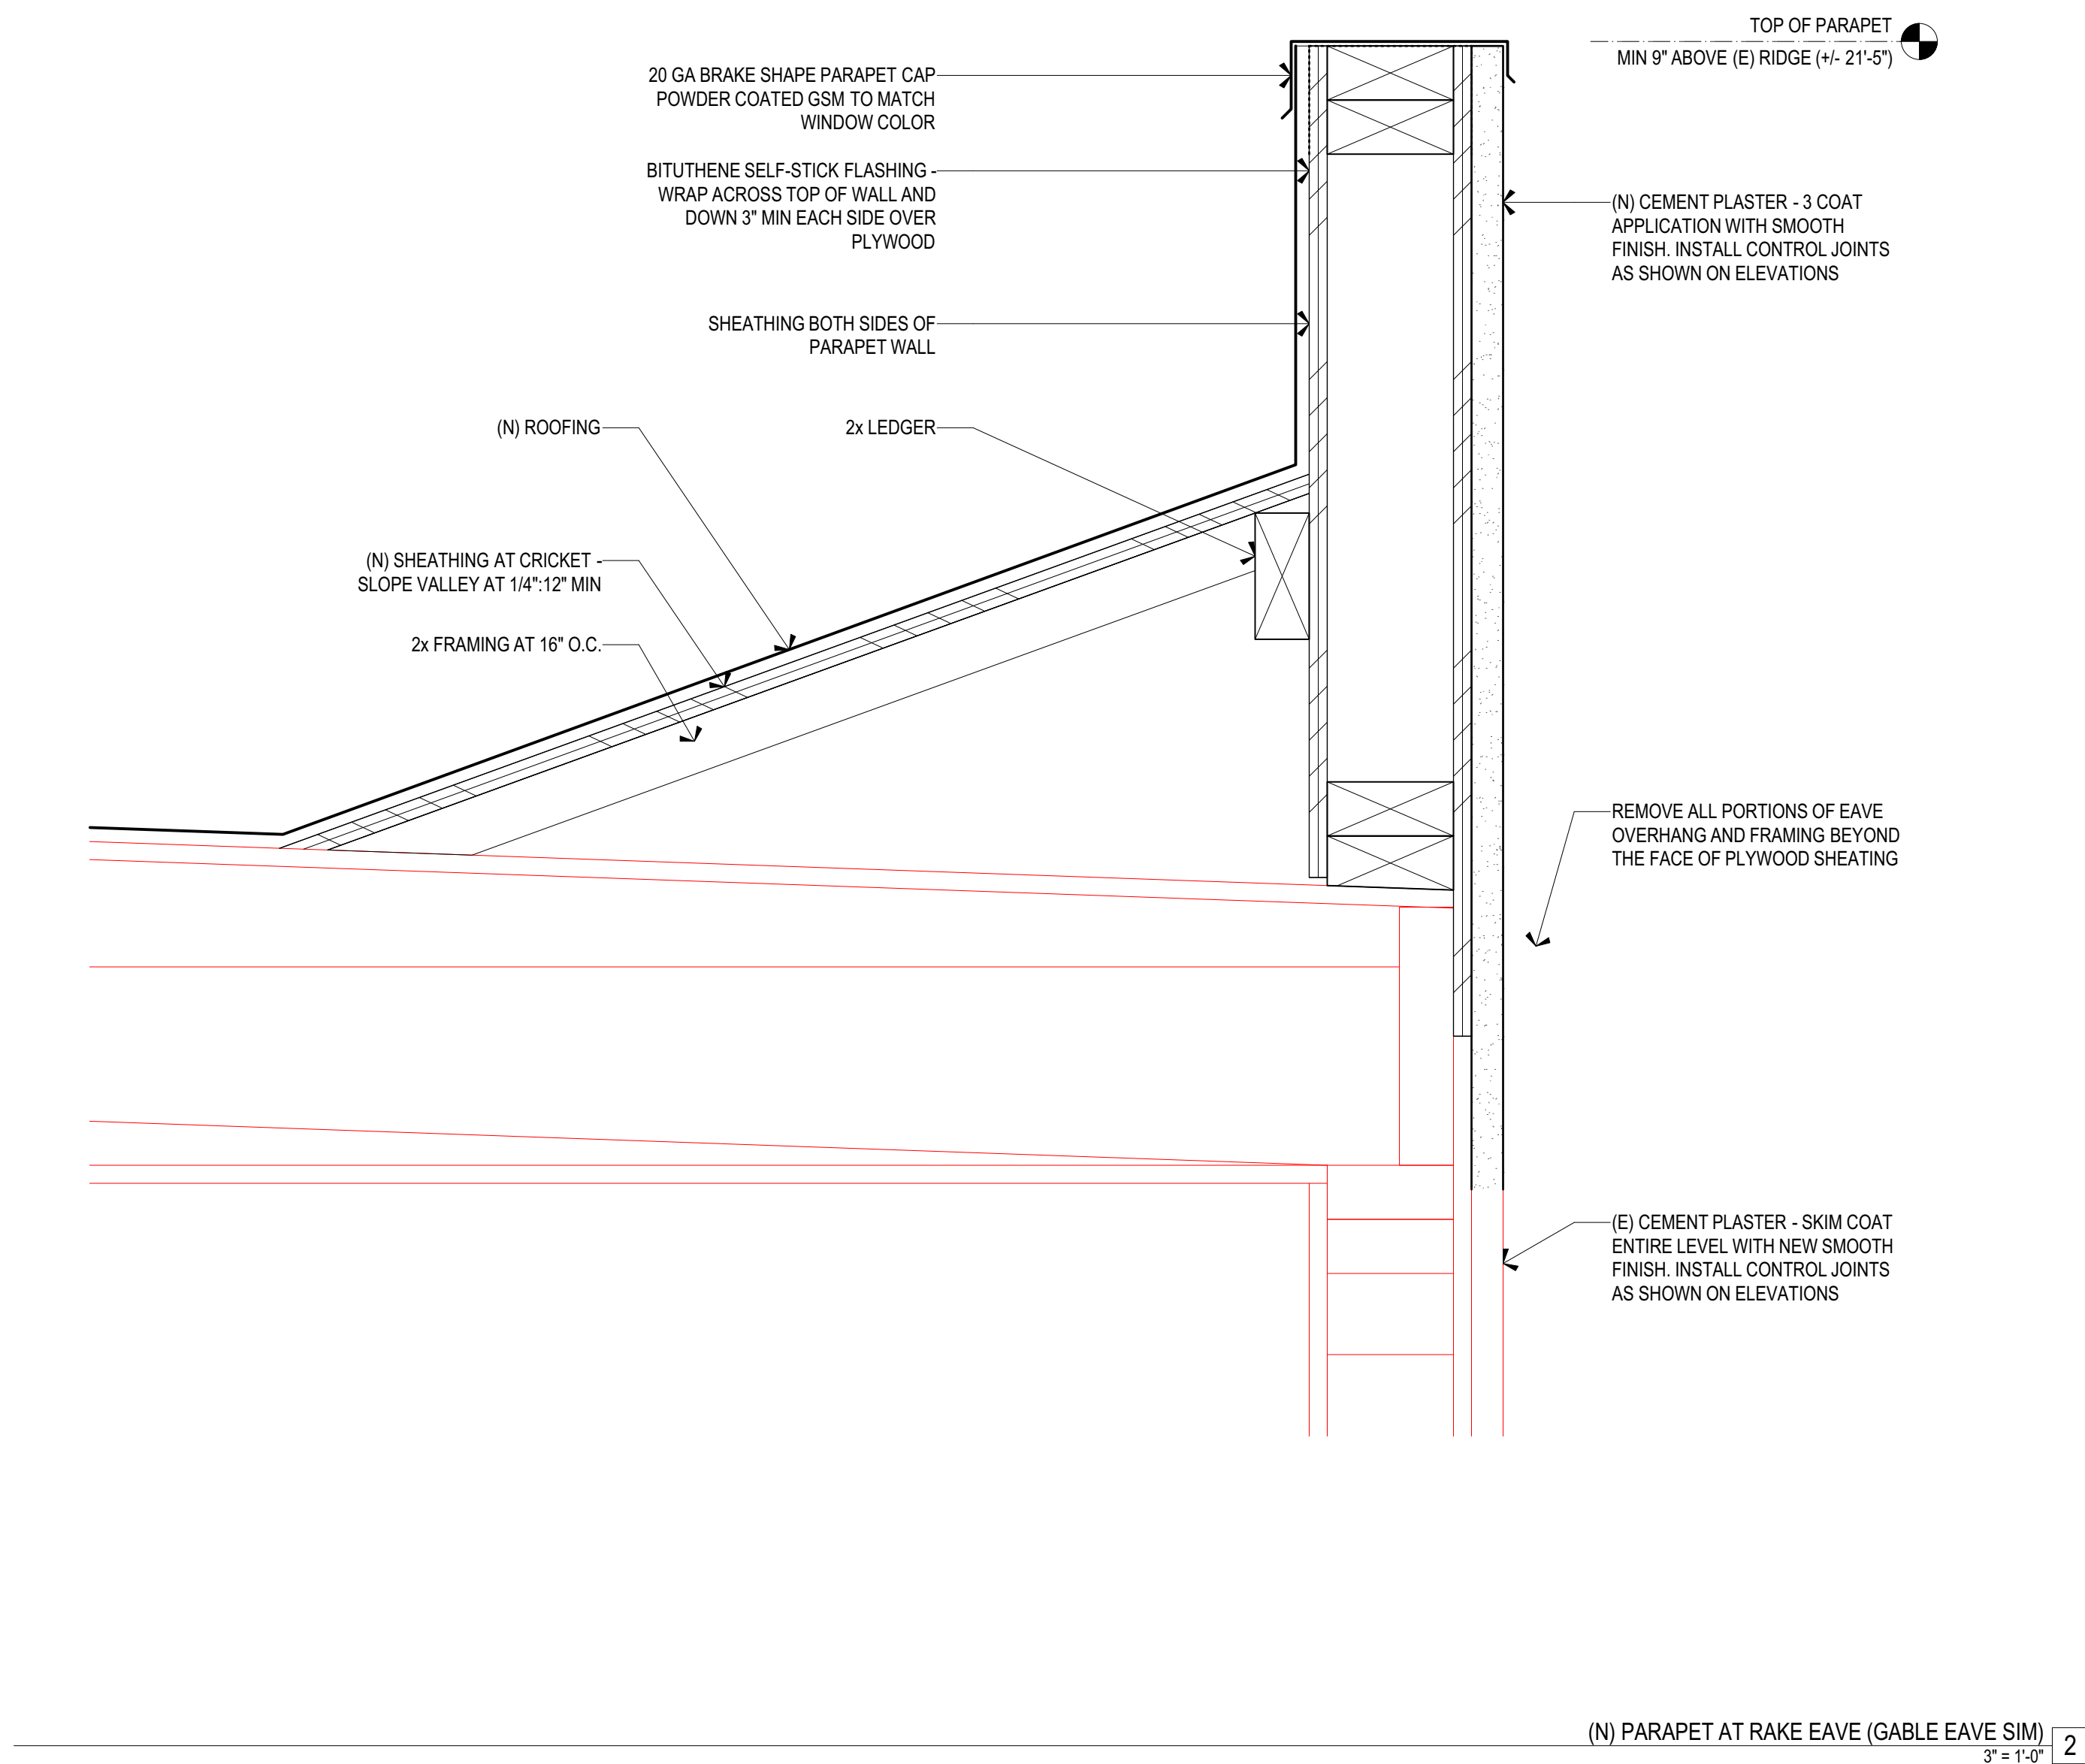 TOP OF PARAPET
MIN 9" ABOVE (E) RIDGE (+/- 21'-5")
20 GA BRAKE SHAPE PARAPET CAP
POWDER COATED GSM TO MATCH
WINDOW COLOR
BITUTHENE SELF-STICK FLASHING -
WRAP ACROSS TOP OF WALL AND
DOWN 3" MIN EACH SIDE OVER
PLYWOOD
(N) CEMENT PLASTER - 3 COAT
APPLICATION WITH SMOOTH
FINISH. INSTALL CONTROL JOINTS
AS SHOWN ON ELEVATIONS
SHEATHING BOTH SIDES OF
PARAPET WALL
(N) ROOFING
2x LEDGER
(N) SHEATHING AT CRICKET -
SLOPE VALLEY AT 1/4":12" MIN
2x FRAMING AT 16" O.C.
REMOVE ALL PORTIONS OF EAVE
OVERHANG AND FRAMING BEYOND
THE FACE OF PLYWOOD SHEATING
(E) CEMENT PLASTER - SKIM COAT
ENTIRE LEVEL WITH NEW SMOOTH
FINISH. INSTALL CONTROL JOINTS
AS SHOWN ON ELEVATIONS
(N) PARAPET AT RAKE EAVE (GABLE EAVE SIM)
3" = 1'-0"
2